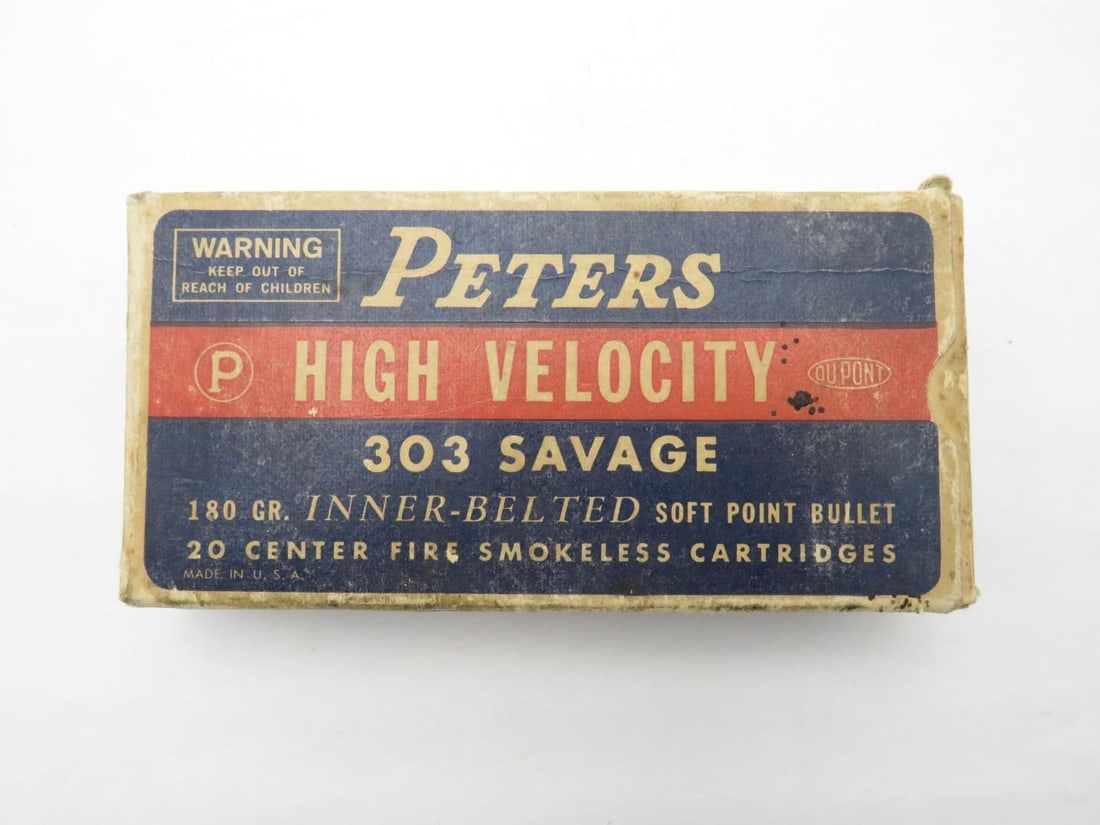 WARNING
KEEP OUT OF
REACH OF CHILDREN
PETERS
P
HIGH VELOCITY
DU PONT
303 SAVAGE
180 GR. INNER-BELTED SOFT POINT BULLET
20 CENTER FIRE SMOKELESS CARTRIDGES
MADE IN U. S. A.